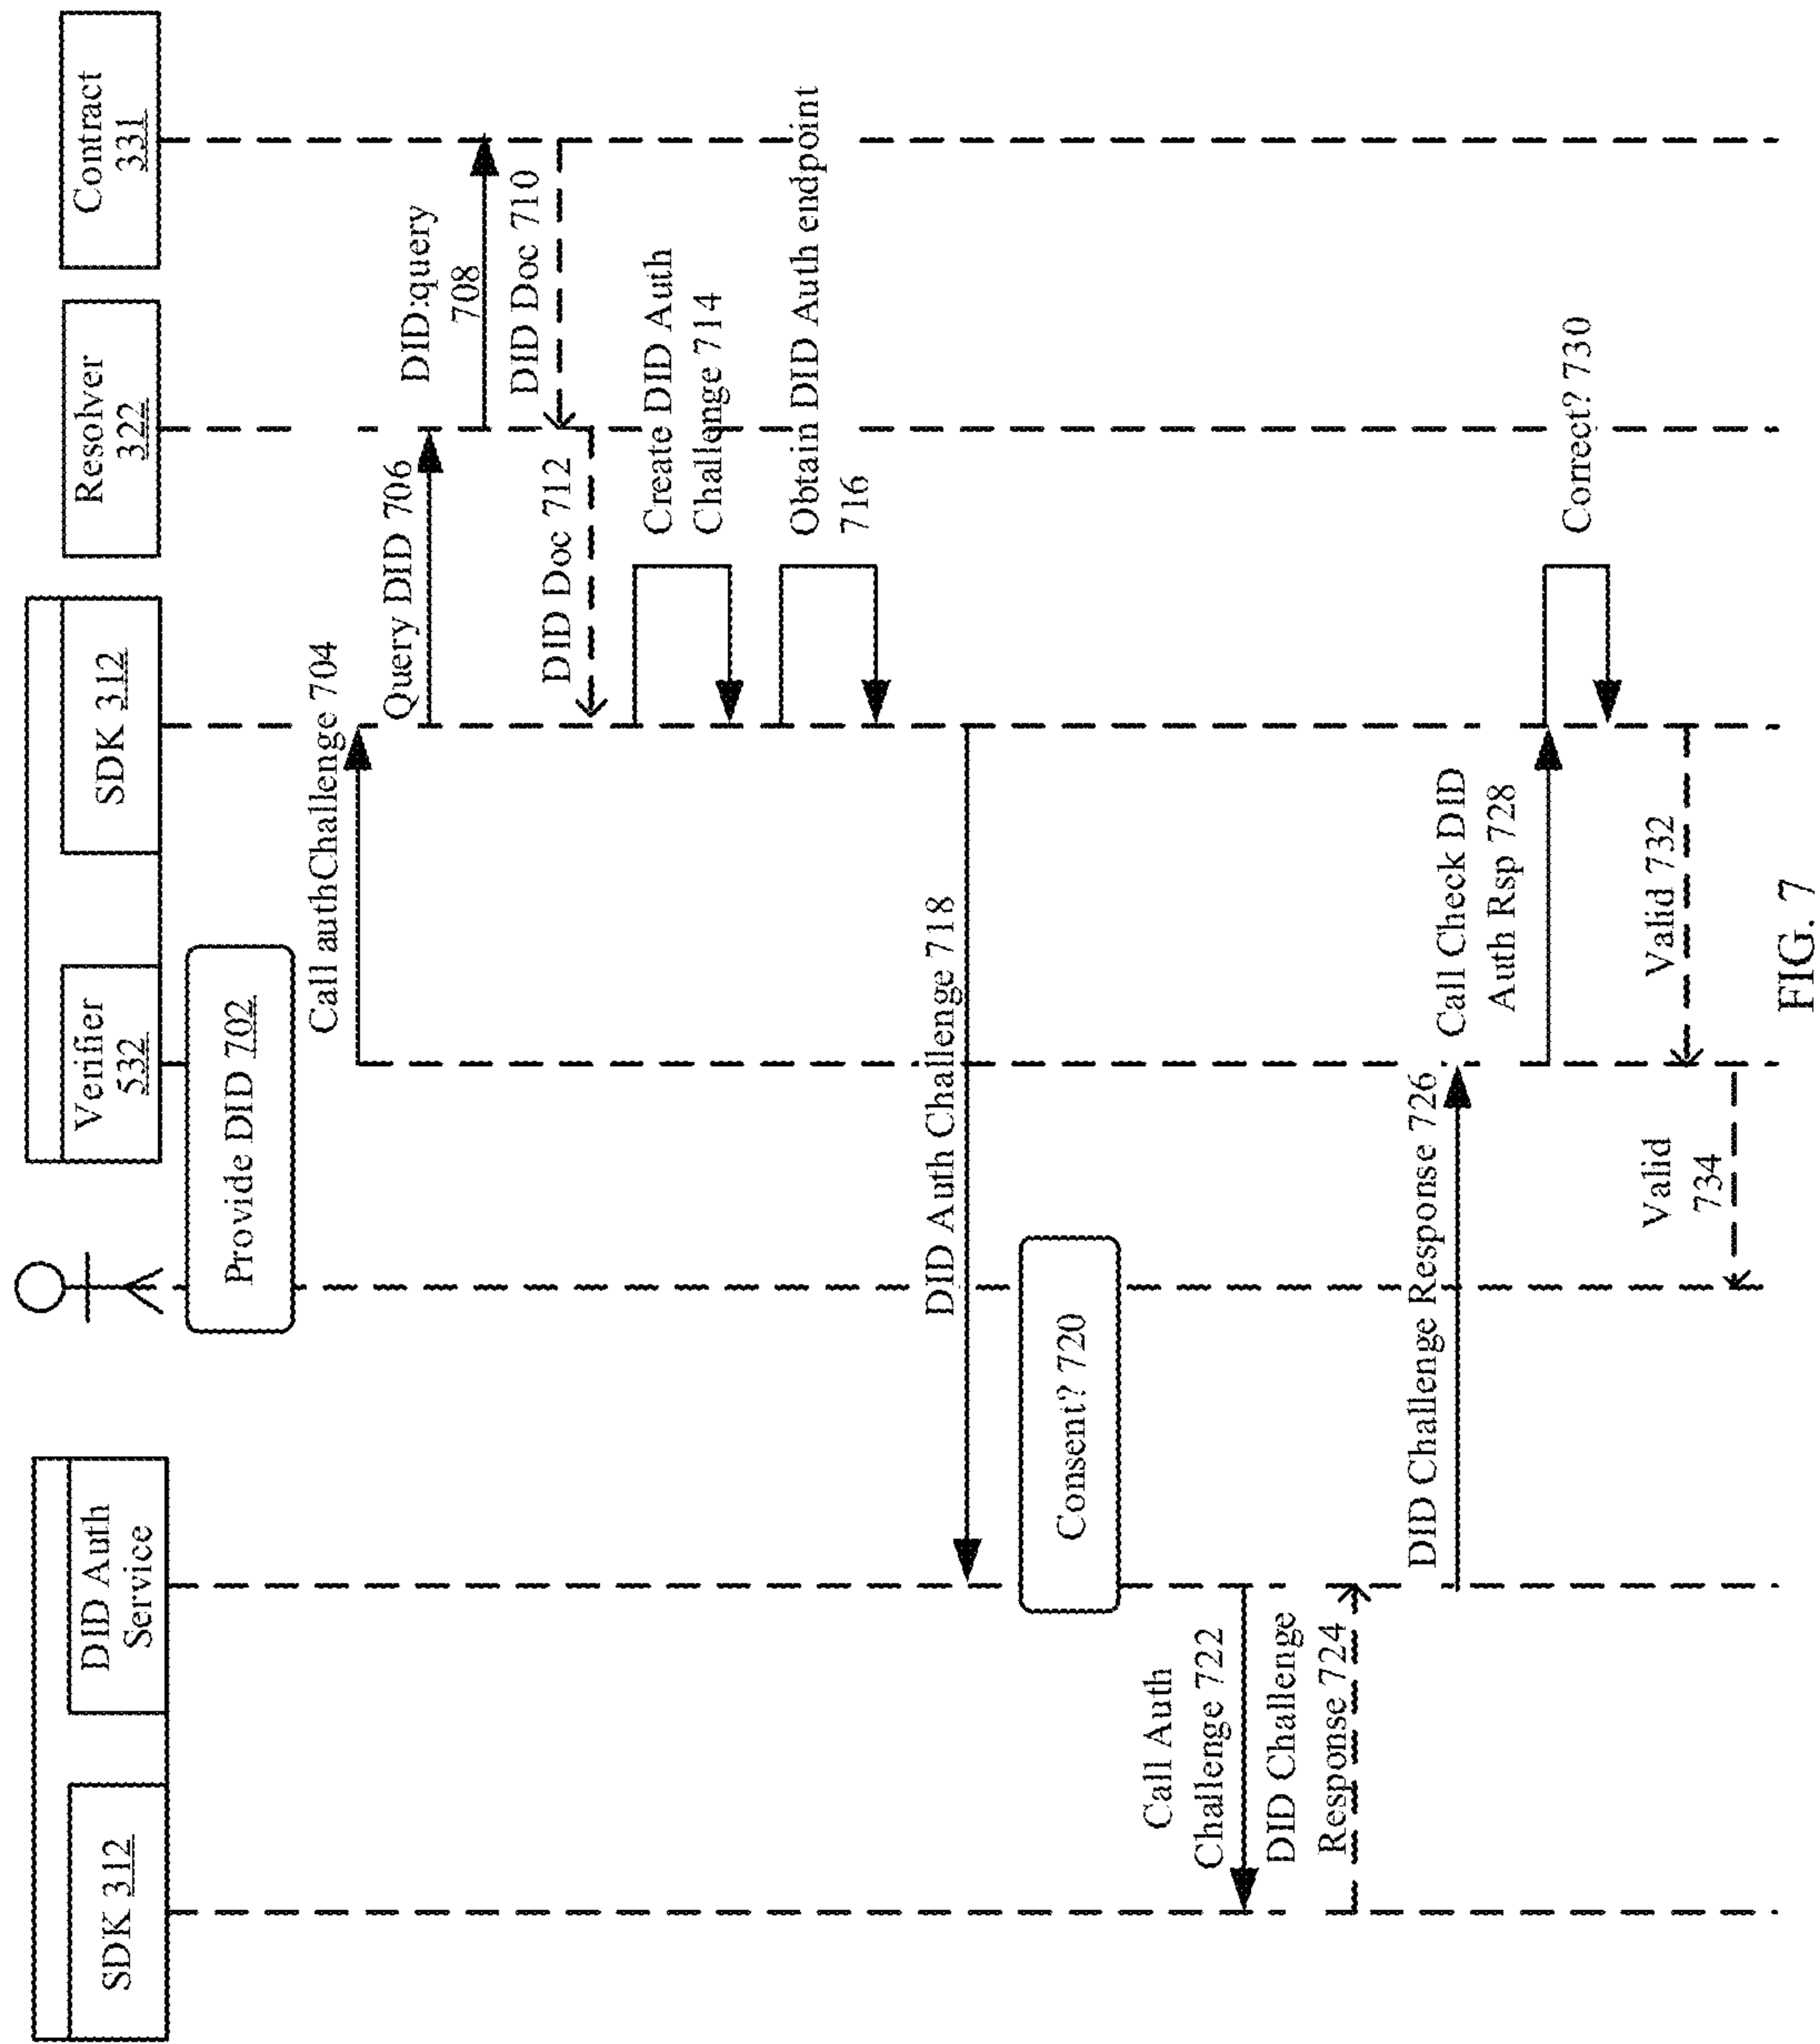 SDK 312
DID Auth
Service
Verifier
532
SDK 312
Resolver
322
Contract
331
Provide DID 702
Call authChallenge 704
Query DID 706
DID:query
708
DID Doc 710
DID Doc 712
Create DID Auth
Challenge 714
Obtain DID Auth endpoint
716
DID Auth Challenge 718
Consent? 720
Call Auth
Challenge 722
DID Challenge
Response 724
DID Challenge Response 726
Call Check DID
Auth Rsp 728
Correct? 730
Valid 732
Valid
734
FIG. 7